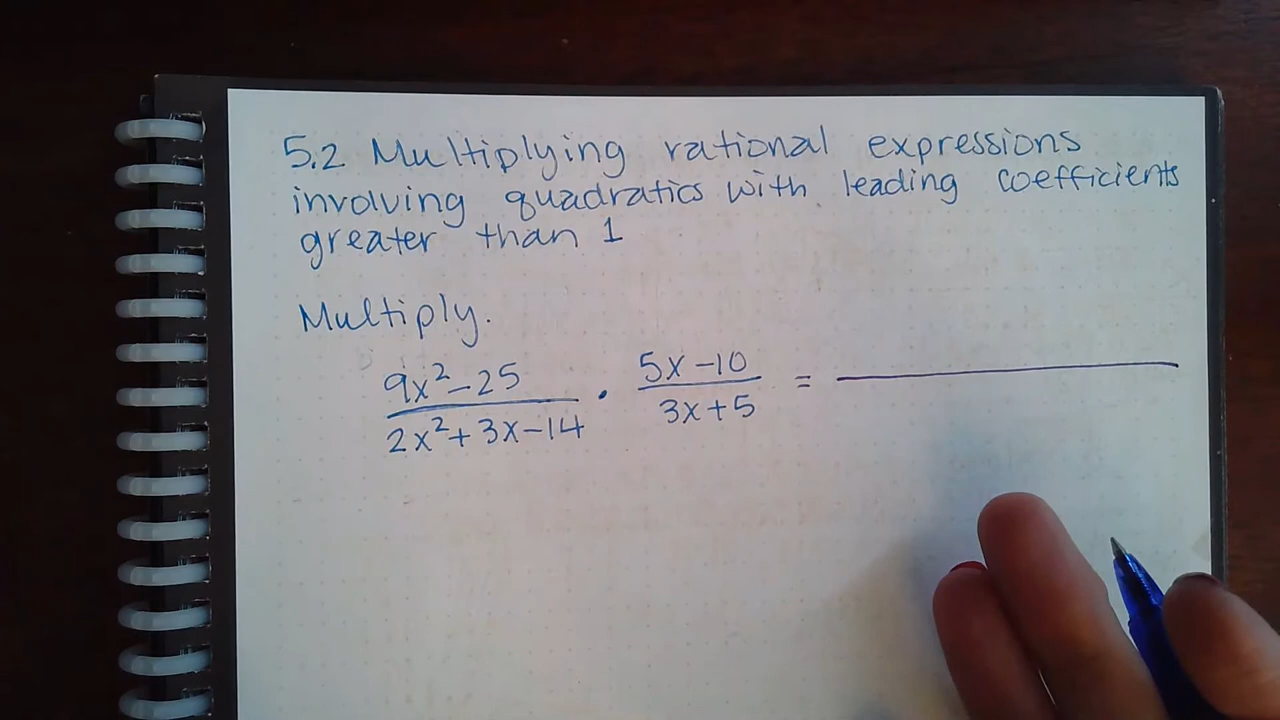 5.2 Multiplying rational expressions
involving quadratics with leading coefficients
greater than 1
Multiply.
9x²-25 / 2x²+3x-14 · 5x-10 / 3x+5 =